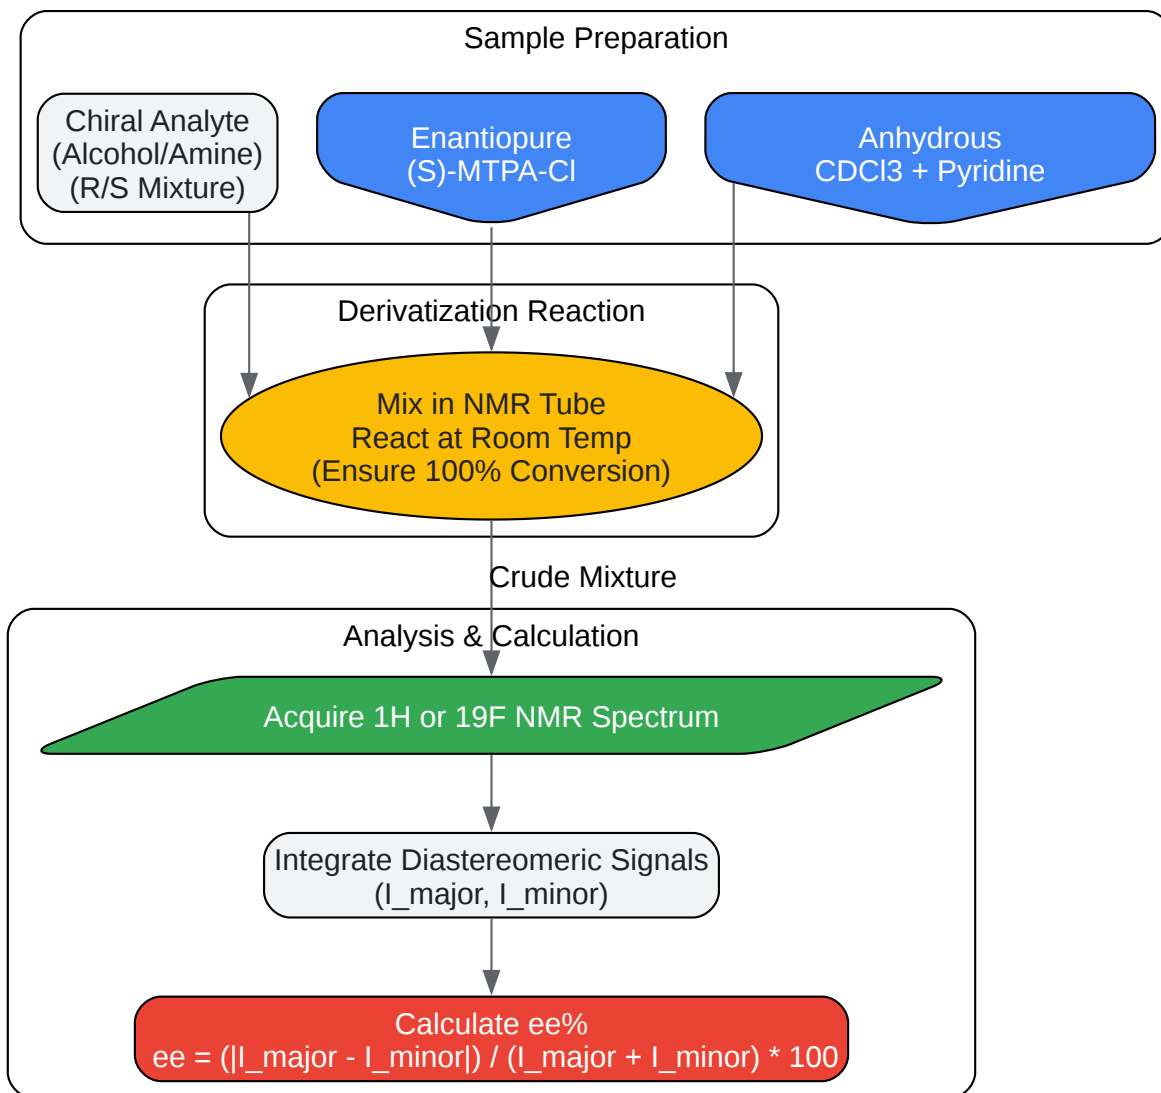 Sample Preparation
Chiral Analyte
(Alcohol/Amine)
(R/S Mixture)
Enantiopure
(S)-MTPA-Cl
Anhydrous
CDCl3 + Pyridine
Derivatization Reaction
Mix in NMR Tube
React at Room Temp
(Ensure 100% Conversion)
Crude Mixture
Analysis & Calculation
Acquire 1H or 19F NMR Spectrum
Integrate Diastereomeric Signals
(I_major, I_minor)
Calculate ee%
ee = (|I_major - I_minor|) / (I_major + I_minor) * 100